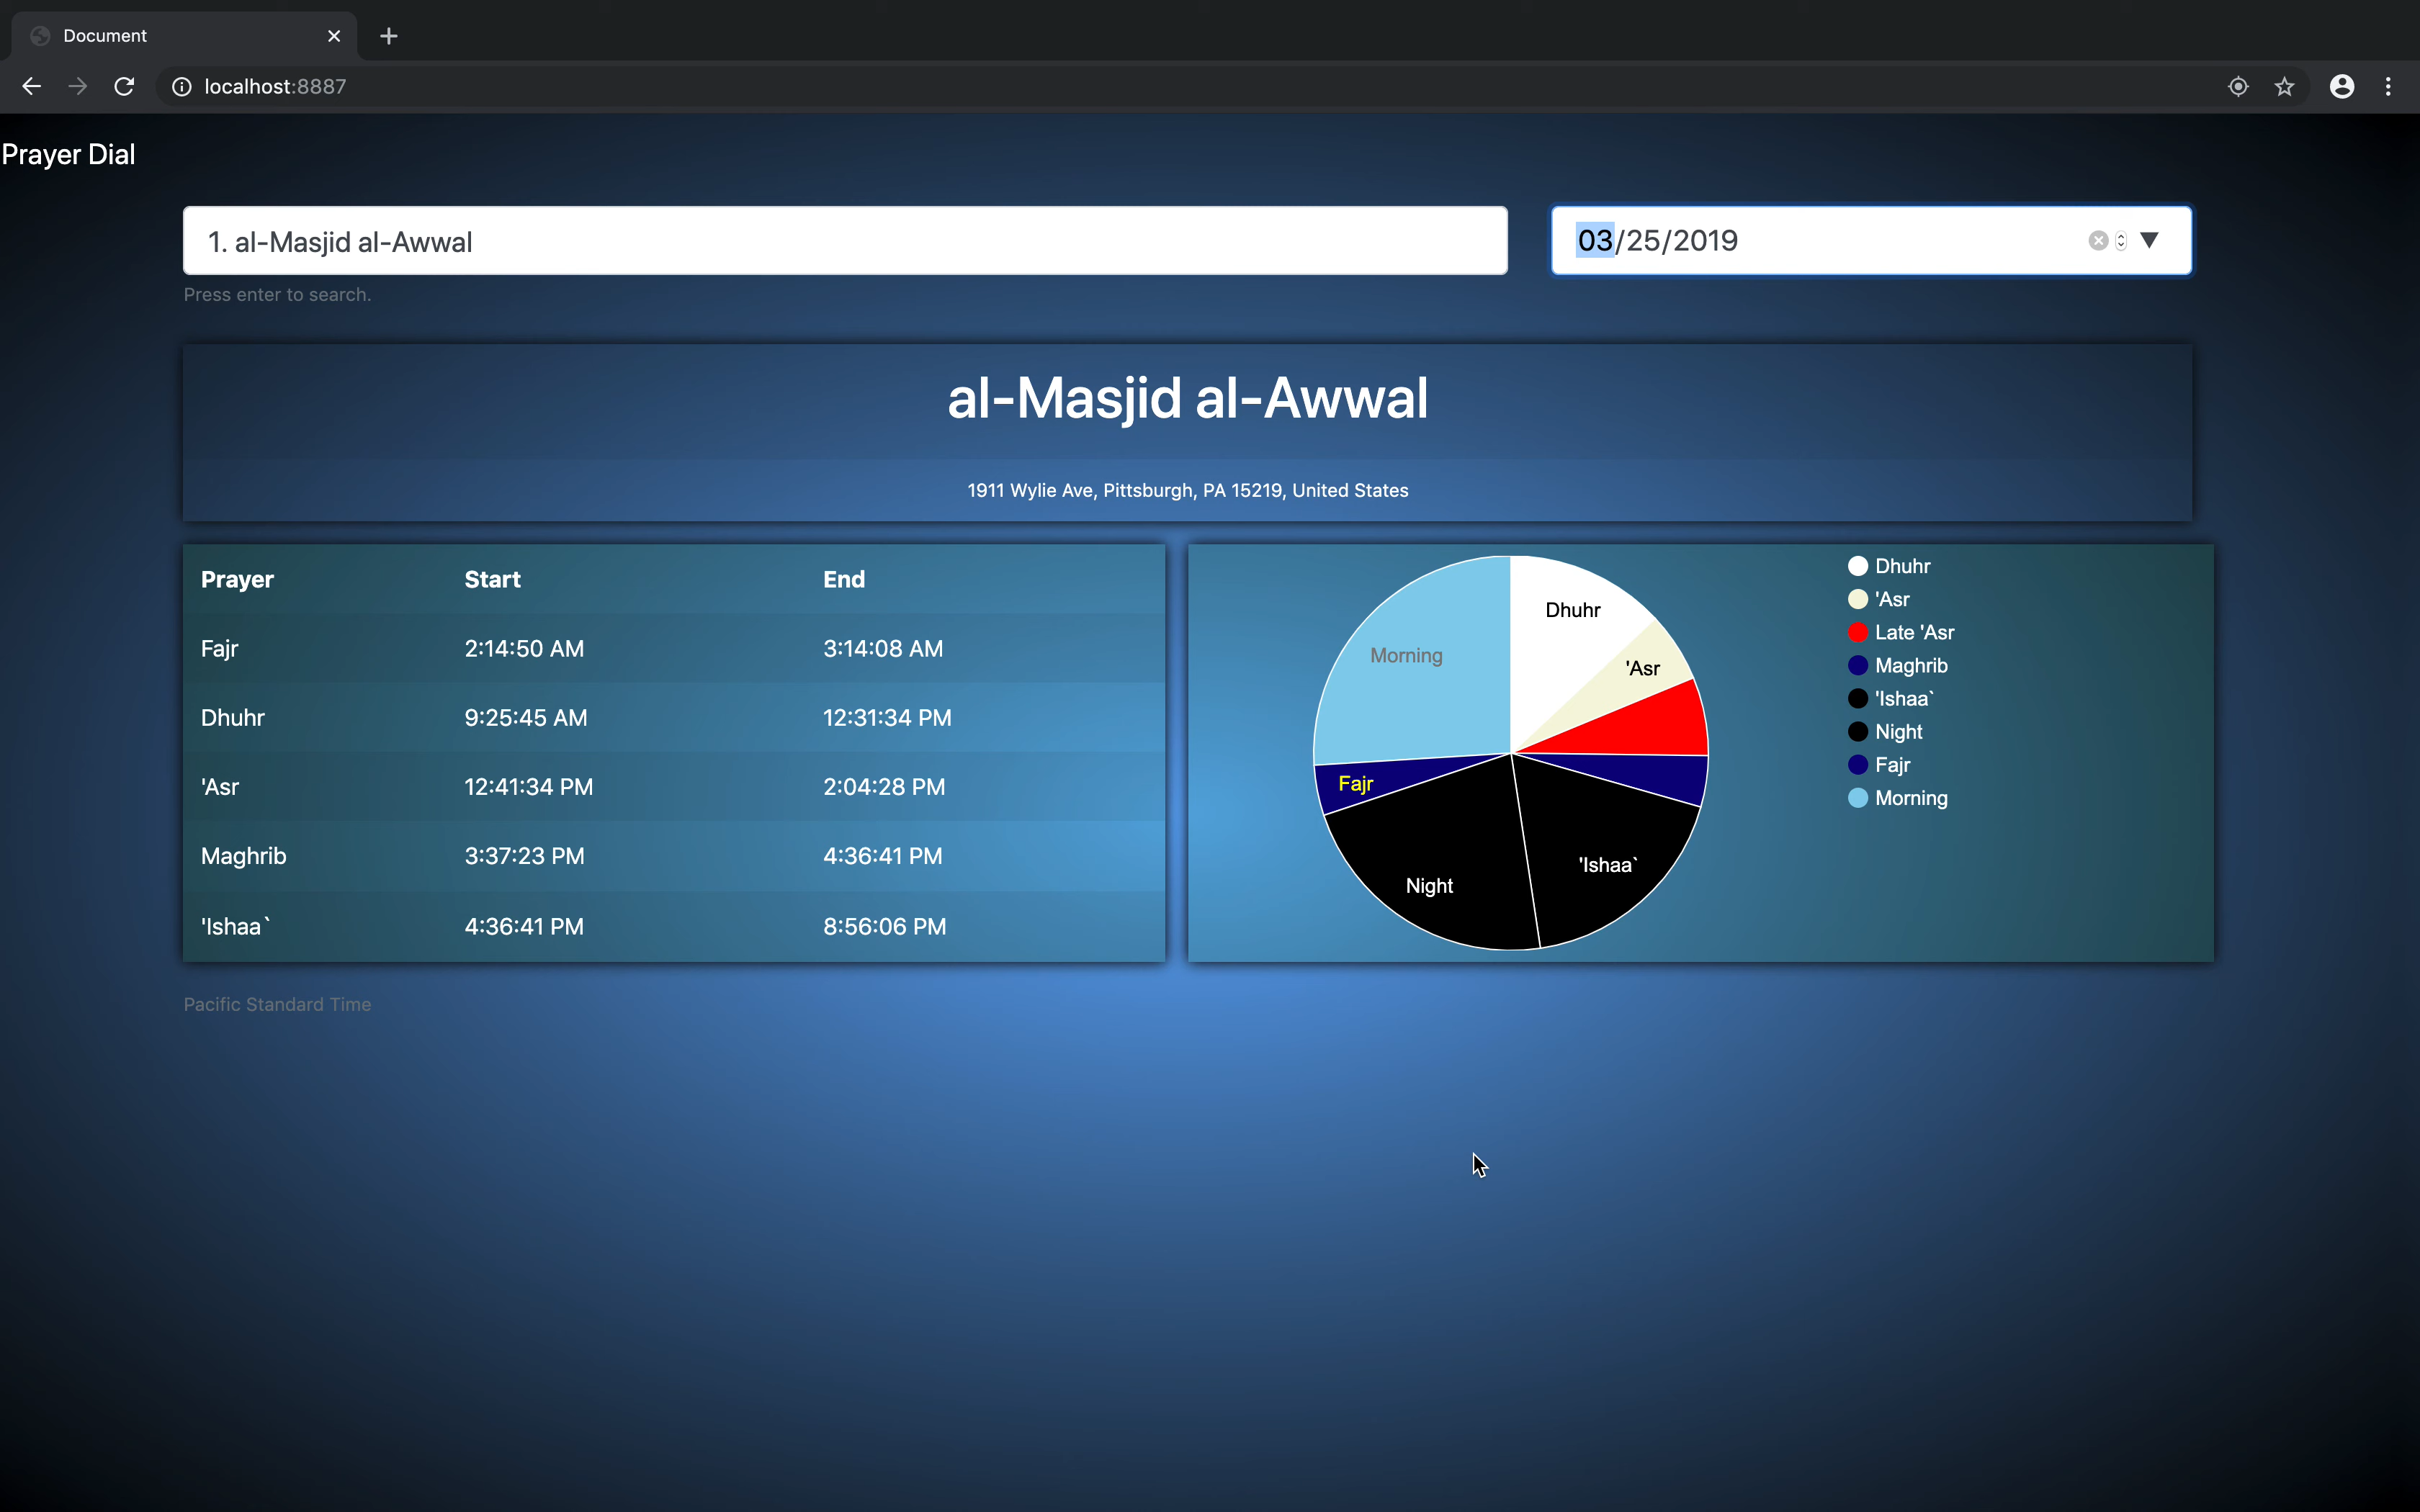 Document
localhost:8887
Prayer Dial
1. al-Masjid al-Awwal
03/25/2019
Press enter to search.
al-Masjid al-Awwal
1911 Wylie Ave, Pittsburgh, PA 15219, United States
Prayer Start End
Fajr 2:14:50 AM 3:14:08 AM
Dhuhr 9:25:45 AM 12:31:34 PM
'Asr 12:41:34 PM 2:04:28 PM
Maghrib 3:37:23 PM 4:36:41 PM
'Ishaa` 4:36:41 PM 8:56:06 PM
Dhuhr
'Asr
Morning
Fajr
Night
'Ishaa`
Dhuhr
'Asr
Late 'Asr
Maghrib
'Ishaa`
Night
Fajr
Morning
Pacific Standard Time